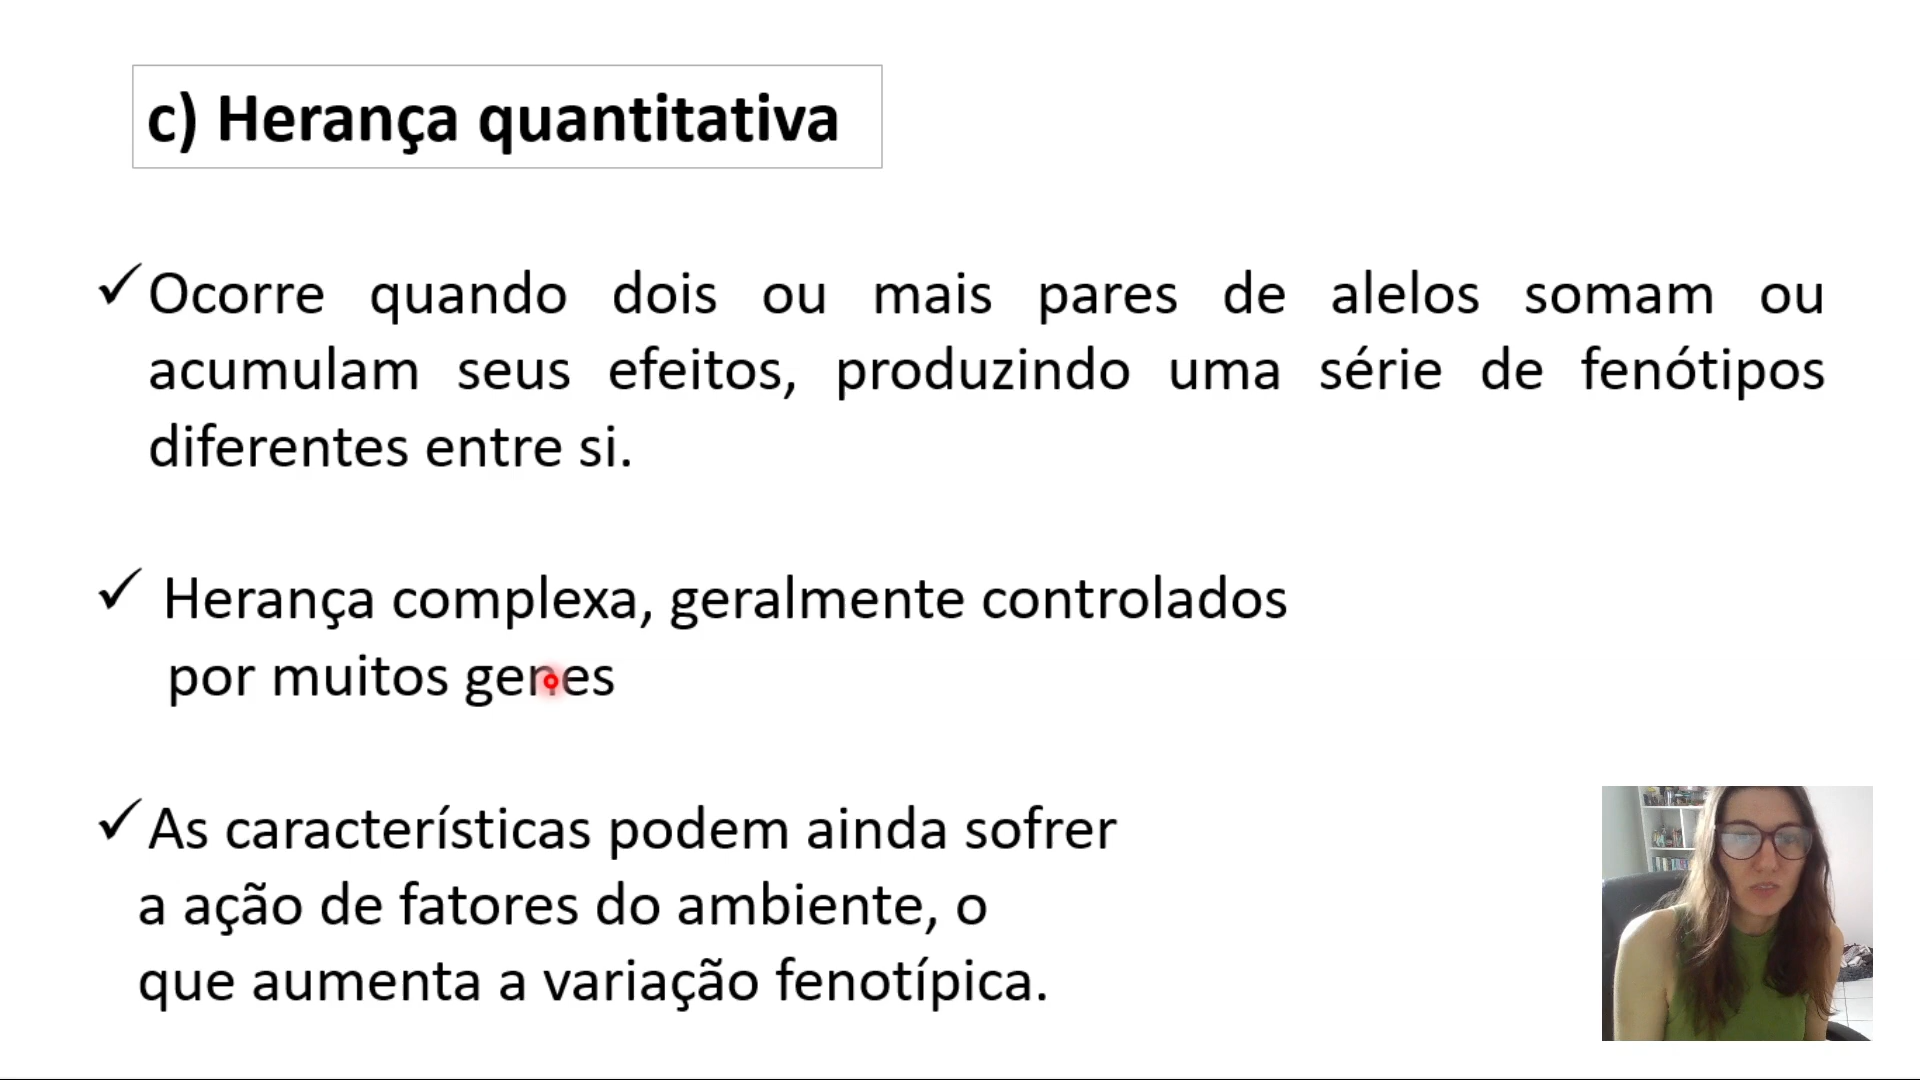 c) Herança quantitativa
✓Ocorre quando dois ou mais pares de alelos somam ou
acumulam seus efeitos, produzindo uma série de fenótipos
diferentes entre si.
✓ Herança complexa, geralmente controlados
por muitos genes
✓As características podem ainda sofrer
a ação de fatores do ambiente, o
que aumenta a variação fenotípica.